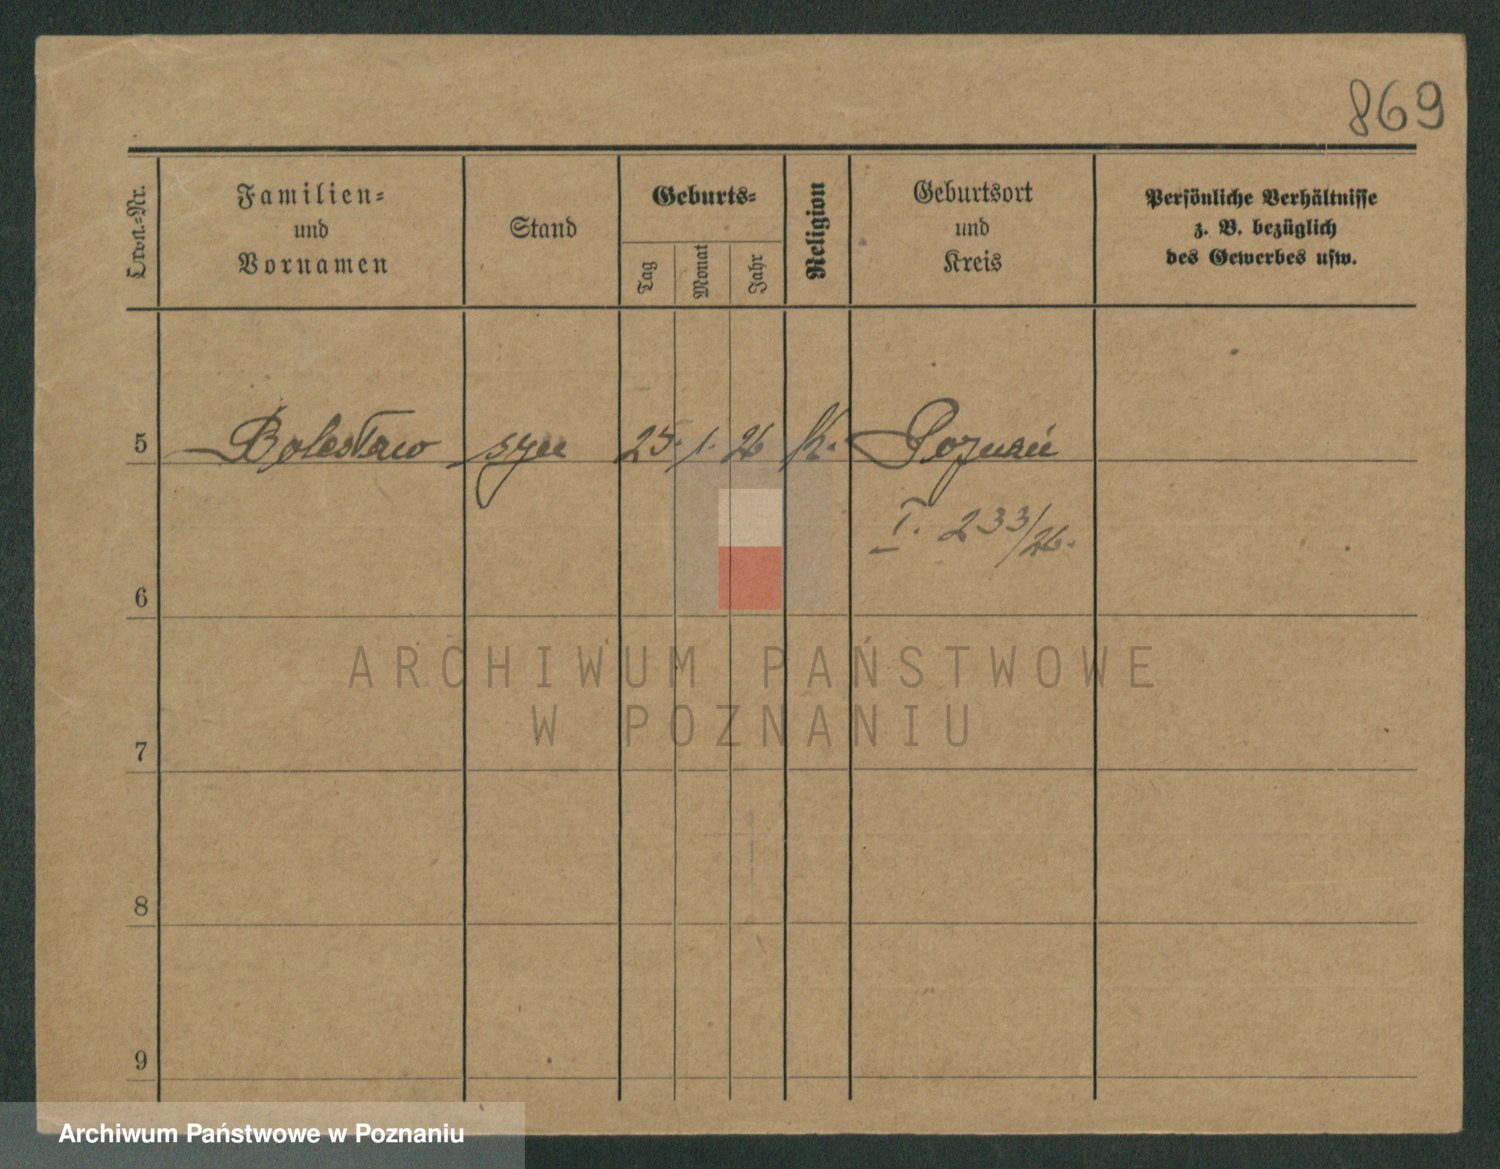 869
Ordn.-Nr.
Familien-
und
Vornamen
Stand
Geburts-
Tag
Monat
Jahr
Religion
Geburtsort
und
Kreis
Persönliche Verhältnisse
z. B. bezüglich
des Gewerbes usw.
5 Bolesław syn 25. 1. 26 K. Poznań
I. 233/26.
6
ARCHIWUM PAŃSTWOWE
W POZNANIU
7
8
9
Archiwum Państwowe w Poznaniu